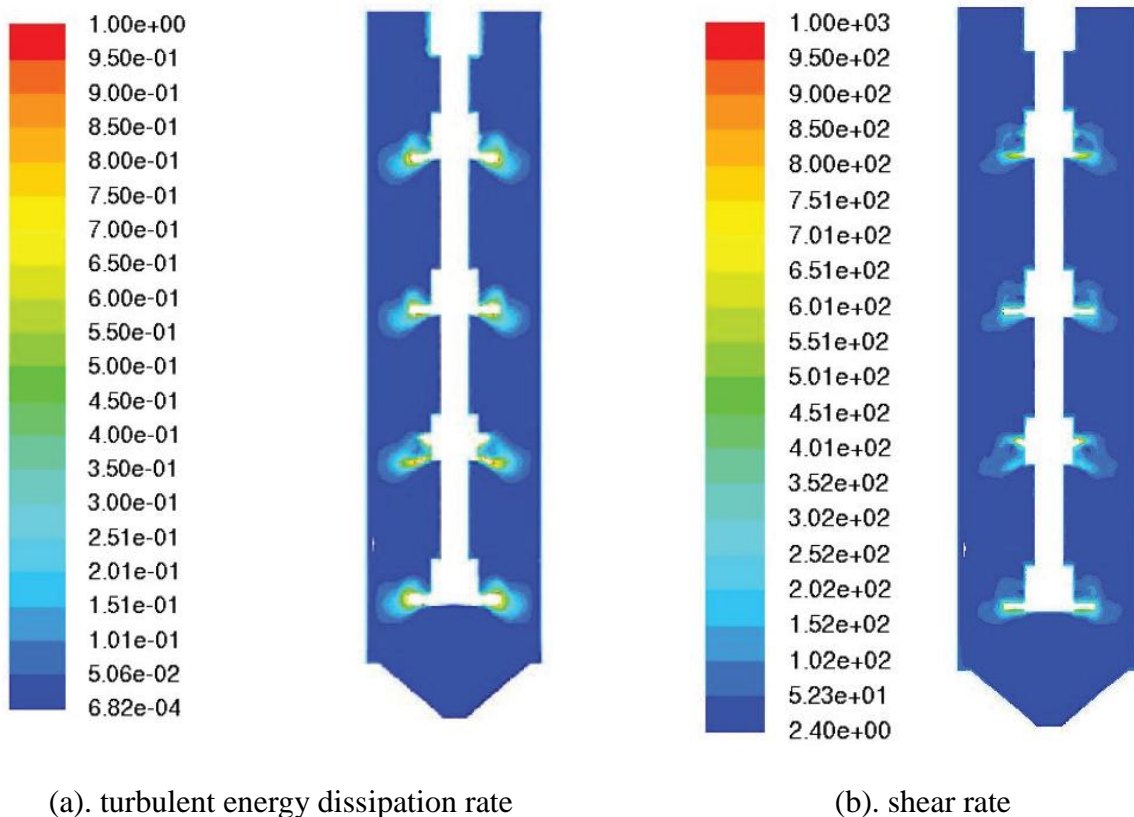 1.00e+00
9.50e-01
9.00e-01
8.50e-01
8.00e-01
7.50e-01
7.00e-01
6.50e-01
6.00e-01
5.50e-01
5.00e-01
4.50e-01
4.00e-01
3.50e-01
3.00e-01
2.51e-01
2.01e-01
1.51e-01
1.01e-01
5.06e-02
6.82e-04
1.00e+03
9.50e+02
9.00e+02
8.50e+02
8.00e+02
7.51e+02
7.01e+02
6.51e+02
6.01e+02
5.51e+02
5.01e+02
4.51e+02
4.01e+02
3.52e+02
3.02e+02
2.52e+02
2.02e+02
1.52e+02
1.02e+02
5.23e+01
2.40e+00
(a). turbulent energy dissipation rate
(b). shear rate